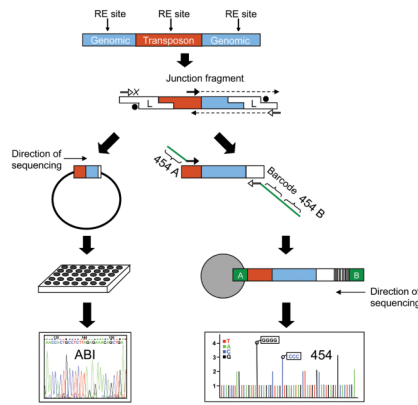 RE site RE site RE site
Genomic Transposon Genomic
Junction fragment
X
L L
Direction of
sequencing
454 A
Barcode
454 B
A B
Direction of
sequencing
ABI
4
3
2
1
T
A
C
G
GGGG
CCC
454